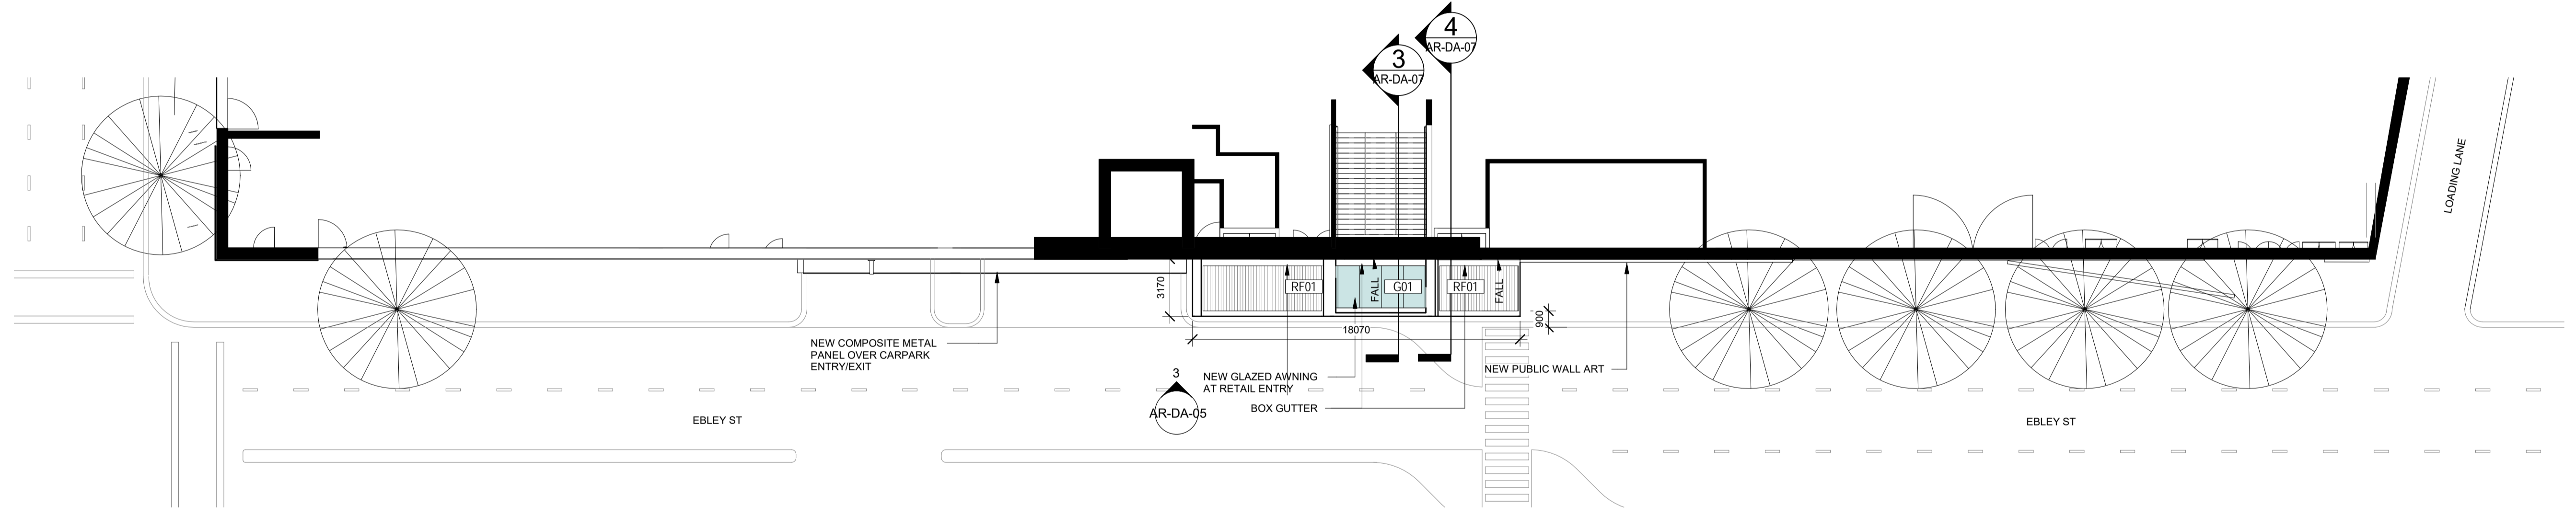 4
AR-DA-07
3
AR-DA-07
LOADING LANE
3170
RF01
FALL
G01
RF01
FALL
900
18070
NEW COMPOSITE METAL
PANEL OVER CARPARK
ENTRY/EXIT
NEW GLAZED AWNING
AT RETAIL ENTRY
NEW PUBLIC WALL ART
3
AR-DA-05
BOX GUTTER
EBLEY ST
EBLEY ST